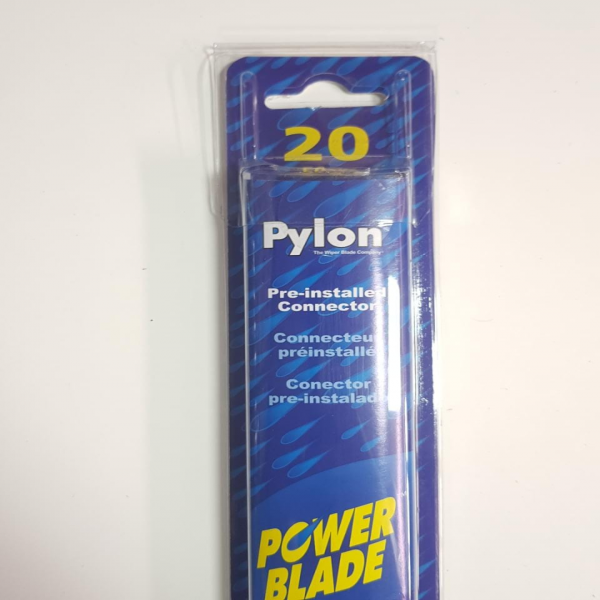 20
Pylon
The Wiper Blade Company
Pre-installed
Connector
Connecteur
préinstallé
Conector
pre-instalado
POWER
BLADE